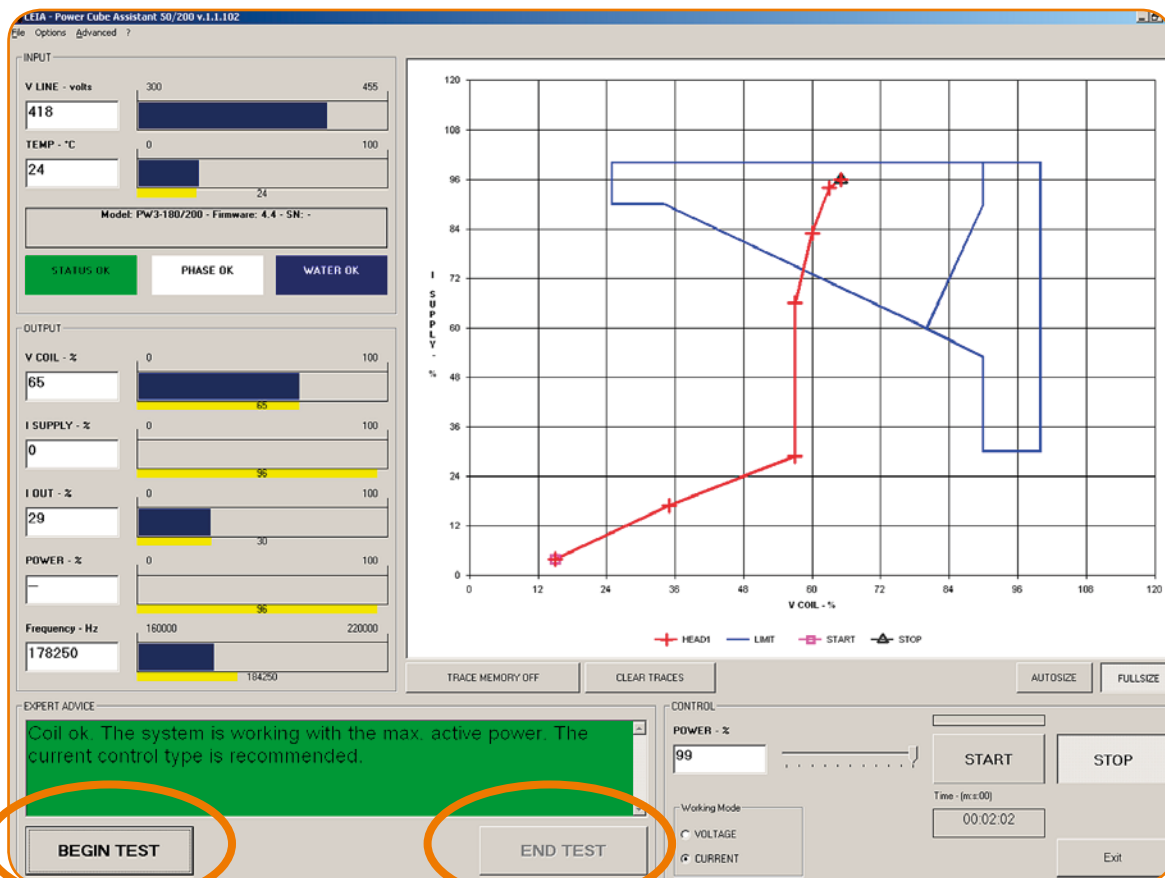 CEIA - Power Cube Assistant 50/200 v.1.1.102
File Options Advanced ?
INPUT
V LINE - volts
300 455
418
TEMP - °C
0 100
24
24
Model: PW3-180/200 - Firmware: 4.4 - SN: -
STATUS OK PHASE OK WATER OK
OUTPUT
V COIL - %
0 100
65
65
I SUPPLY - %
0 100
0
96
I OUT - %
0 100
29
30
POWER - %
0 100
—
96
Frequency - Hz
160000 220000
178250
184250
120
108
96
84
72
60
48
36
24
12
0
I SUPPLY - %
0 12 24 36 48 60 72 84 96 108 120
V COIL - %
HEAD1 LIMIT START STOP
TRACE MEMORY OFF CLEAR TRACES AUTOSIZE FULLSIZE
EXPERT ADVICE
Coil ok. The system is working with the max. active power. The
current control type is recommended.
BEGIN TEST END TEST
CONTROL
POWER - %
99
START STOP
Time - (m:s:00)
00:02:02
Working Mode
VOLTAGE
CURRENT
Exit